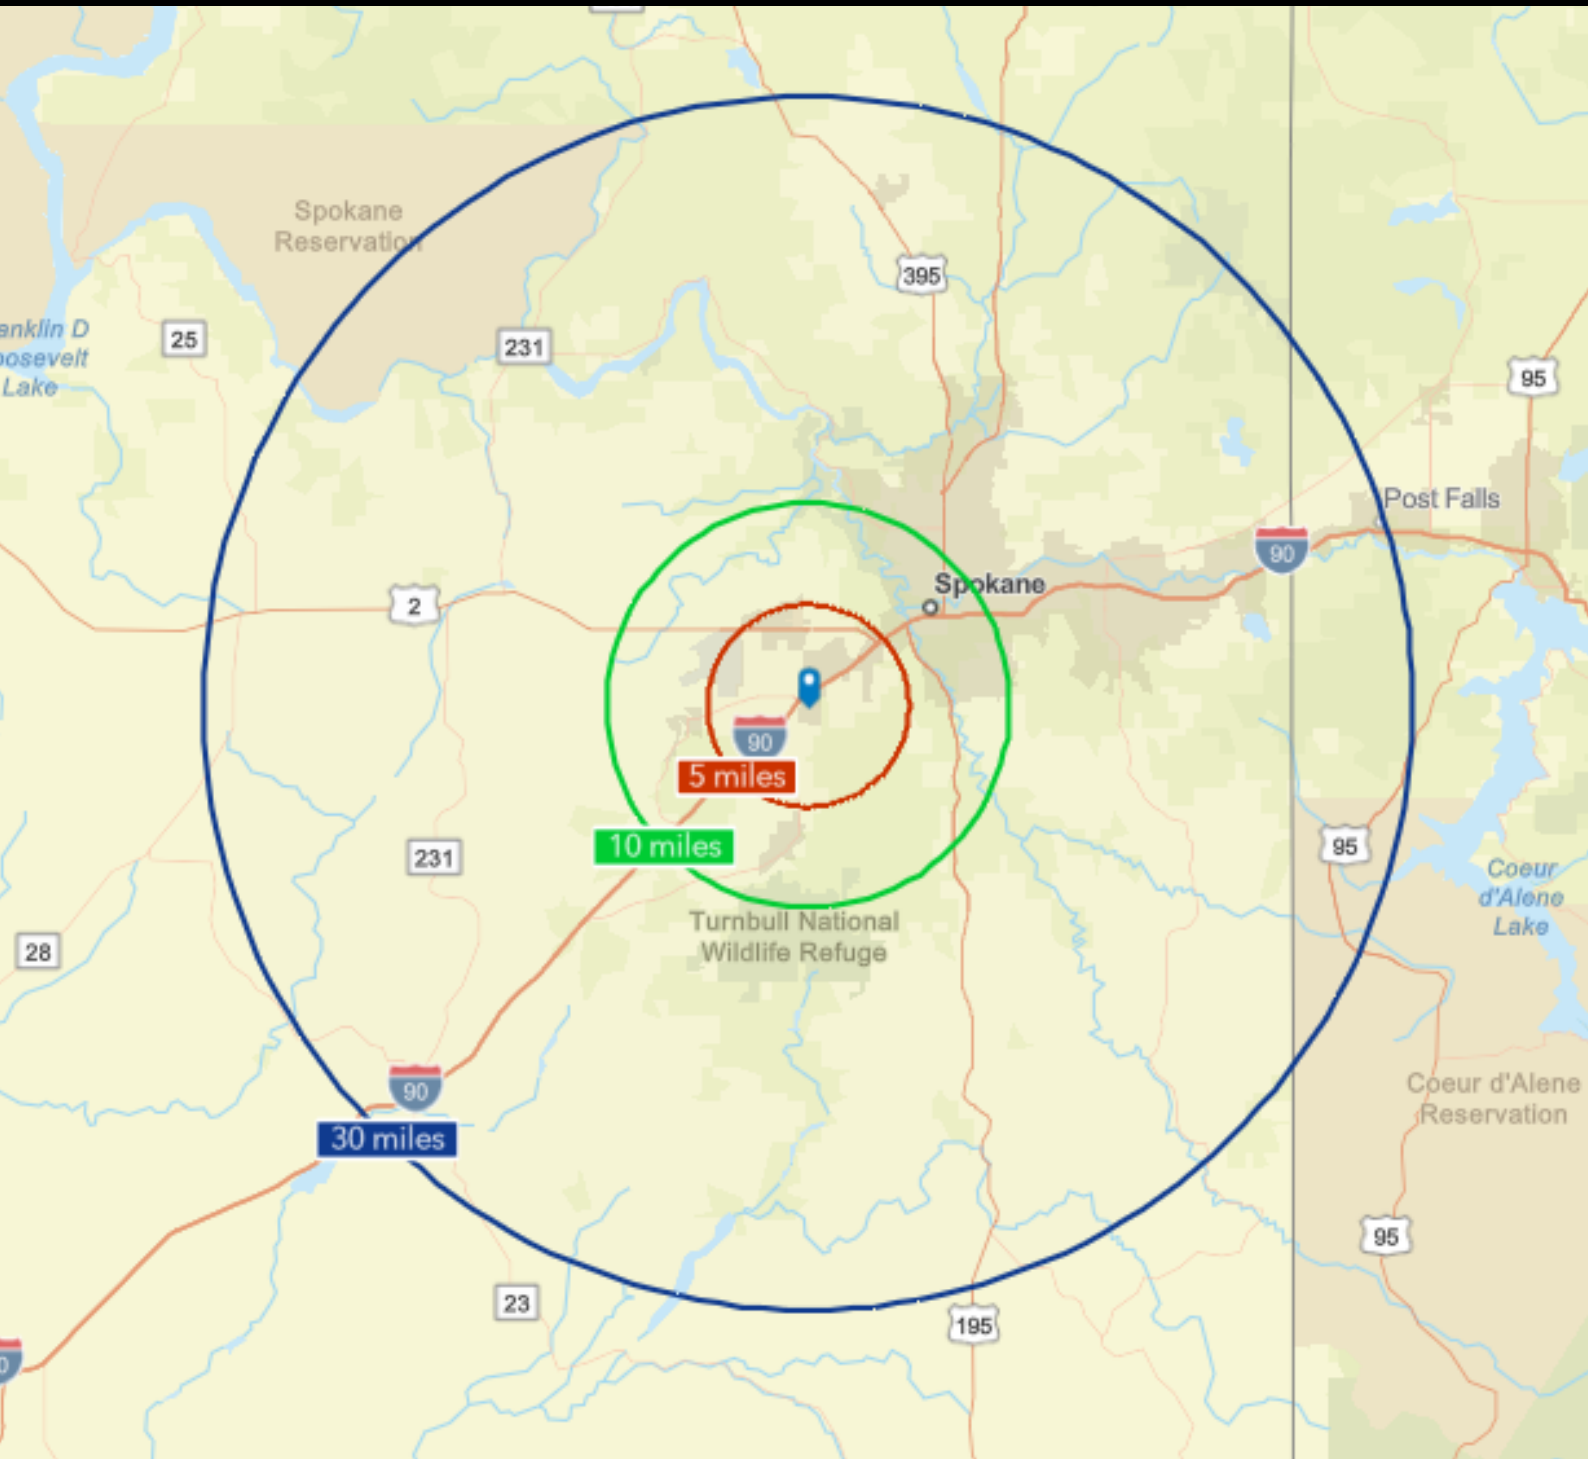 Spokane
Reservation
395
anklin D
oosevelt
Lake
25
231
95
Post Falls
90
Spokane
2
90
5 miles
10 miles
231
95
Coeur
d'Alene
Lake
Turnbull National
Wildlife Refuge
28
90
30 miles
Coeur d'Alene
Reservation
95
23
195
0